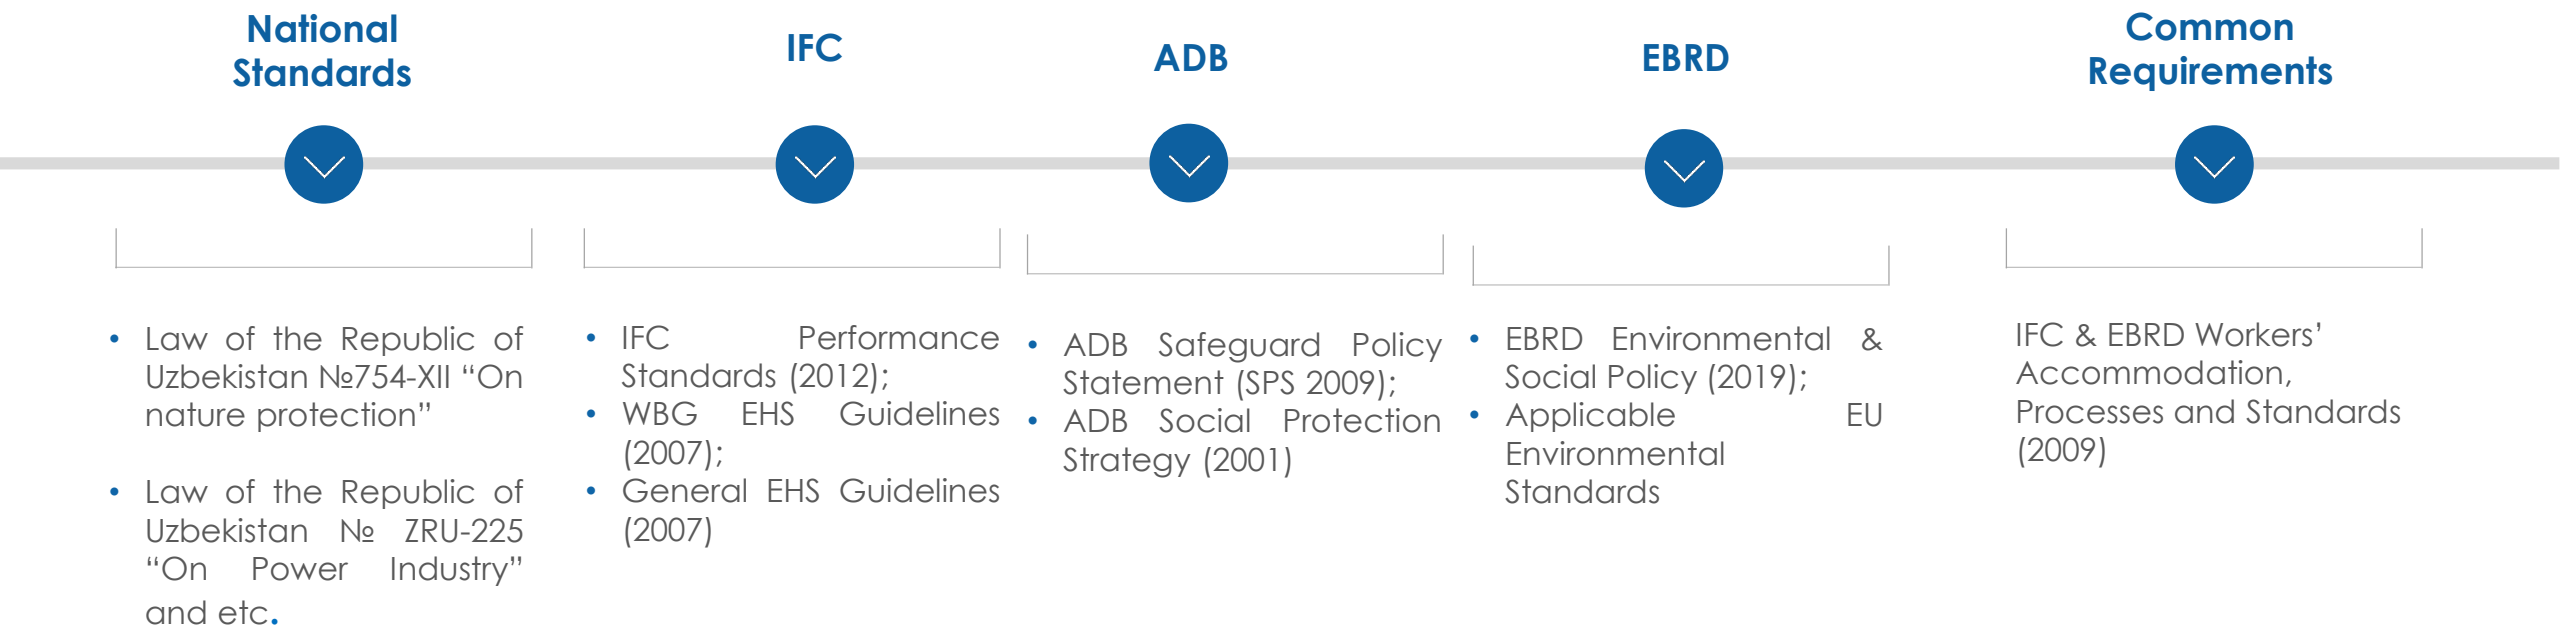 National
Standards
IFC
ADB
EBRD
Common
Requirements
• Law of the Republic of
Uzbekistan №754-XII “On
nature protection”
• Law of the Republic of
Uzbekistan № ZRU-225
“On Power Industry”
and etc.
• IFC Performance
Standards (2012);
• WBG EHS Guidelines
(2007);
• General EHS Guidelines
(2007)
• ADB Safeguard Policy
Statement (SPS 2009);
• ADB Social Protection
Strategy (2001)
• EBRD Environmental &
Social Policy (2019);
• Applicable EU
Environmental
Standards
IFC & EBRD Workers’
Accommodation,
Processes and Standards
(2009)